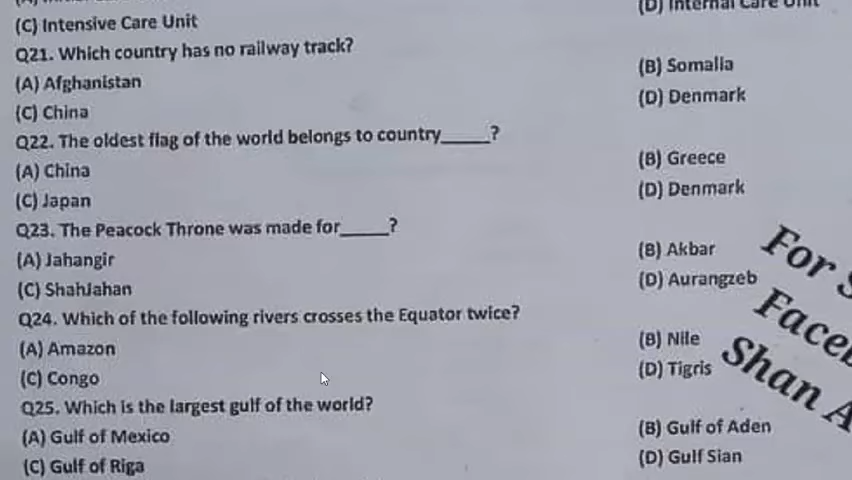 (D) Internal Care Unit
(C) Intensive Care Unit
Q21. Which country has no railway track?
(A) Afghanistan
(B) Somalia
(C) China
(D) Denmark
Q22. The oldest flag of the world belongs to country_____?
(A) China
(B) Greece
(C) Japan
(D) Denmark
Q23. The Peacock Throne was made for_____?
(A) Jahangir
(B) Akbar
(C) ShahJahan
(D) Aurangzeb
Q24. Which of the following rivers crosses the Equator twice?
(A) Amazon
(B) Nile
(C) Congo
(D) Tigris
Q25. Which is the largest gulf of the world?
(A) Gulf of Mexico
(B) Gulf of Aden
(C) Gulf of Riga
(D) Gulf Sian
For S
Faceb
Shan A